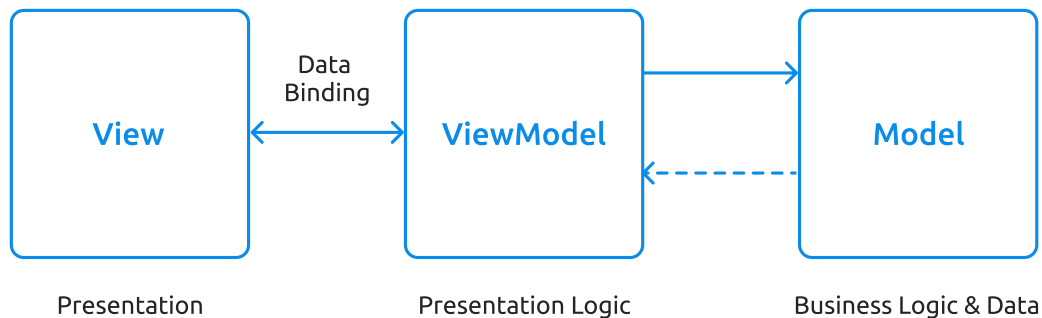 Data
Binding
View
ViewModel
Model
Presentation
Presentation Logic
Business Logic & Data